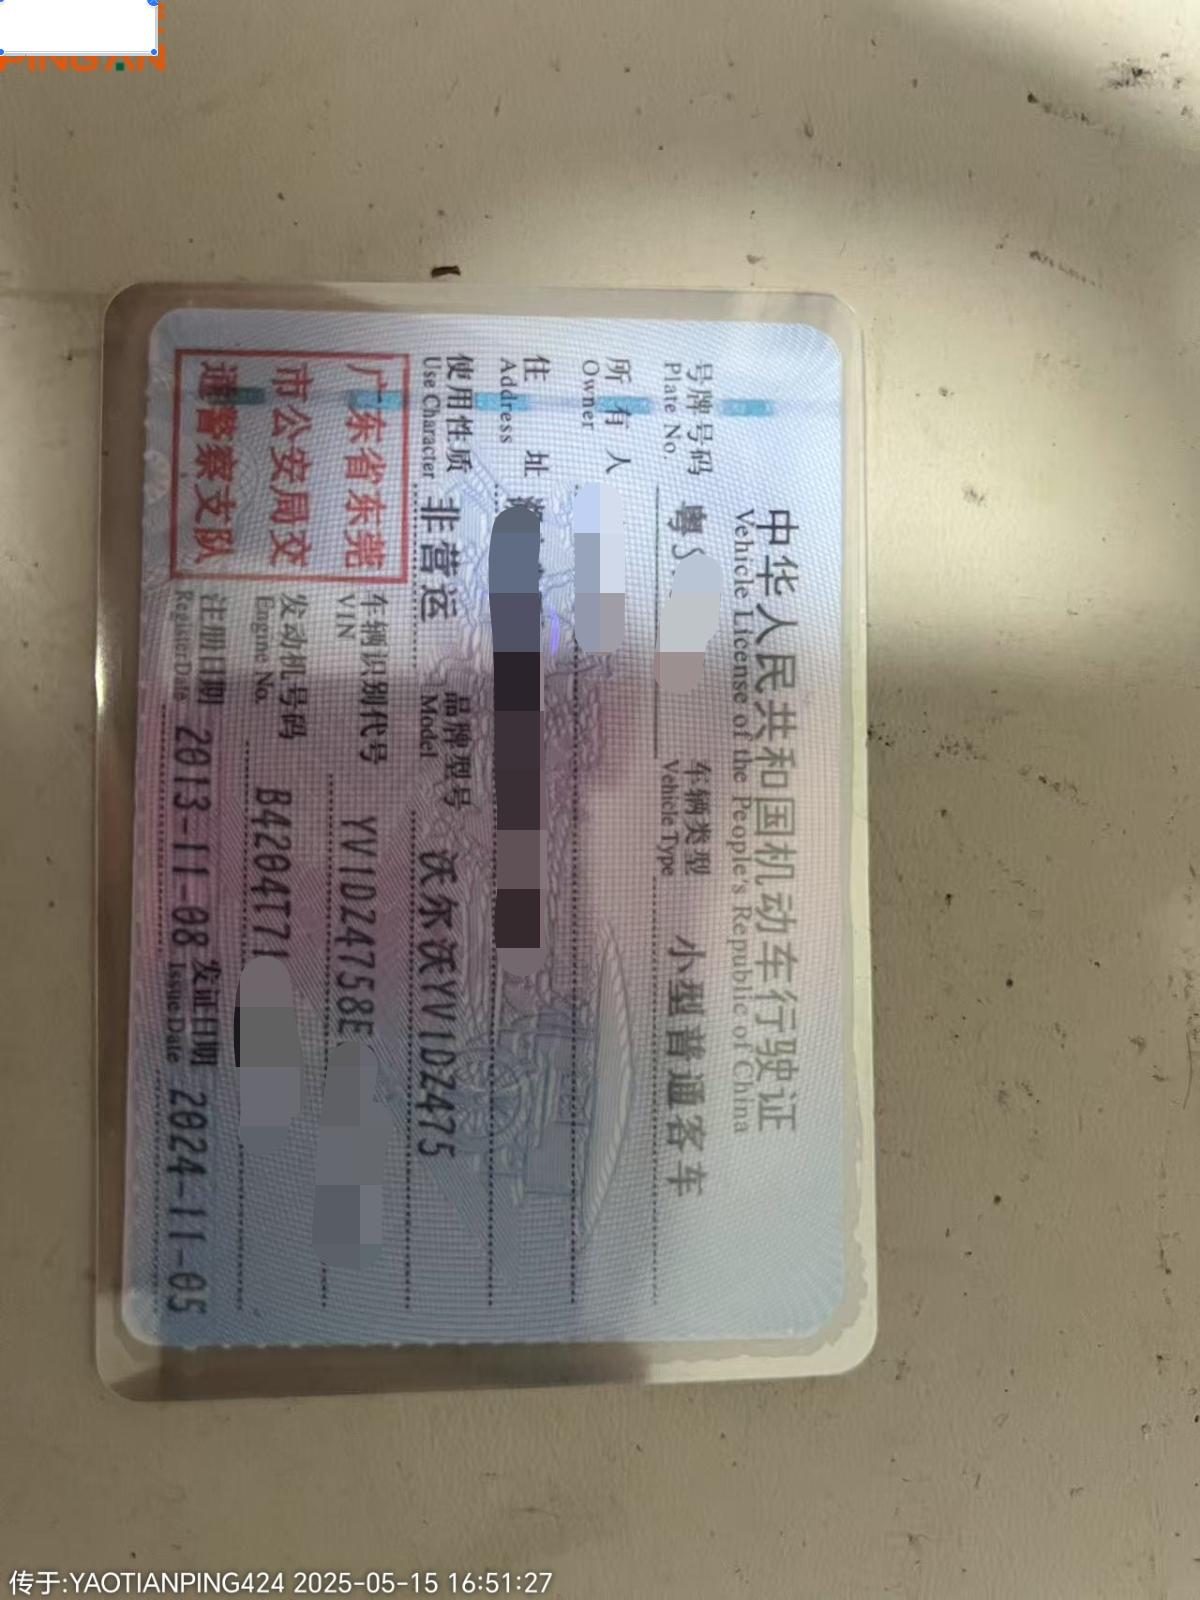 PING AN
中华人民共和国机动车行驶证
Vehicle License of the People's Republic of China
号牌号码 粤S 车辆类型 小型普通客车
Plate No. Vehicle Type
所有人
Owner
住址
Address
使用性质 非营运 品牌型号 沃尔沃YV1DZ475
Use Character Model
广东省东莞
市公安局交
通警察支队
车辆识别代号 YV1DZ4758E
VIN
发动机号码 B4204T7
Engine No.
注册日期 2013-11-08 发证日期 2024-11-05
Register Date Issue Date
传于:YAOTIANPING424 2025-05-15 16:51:27